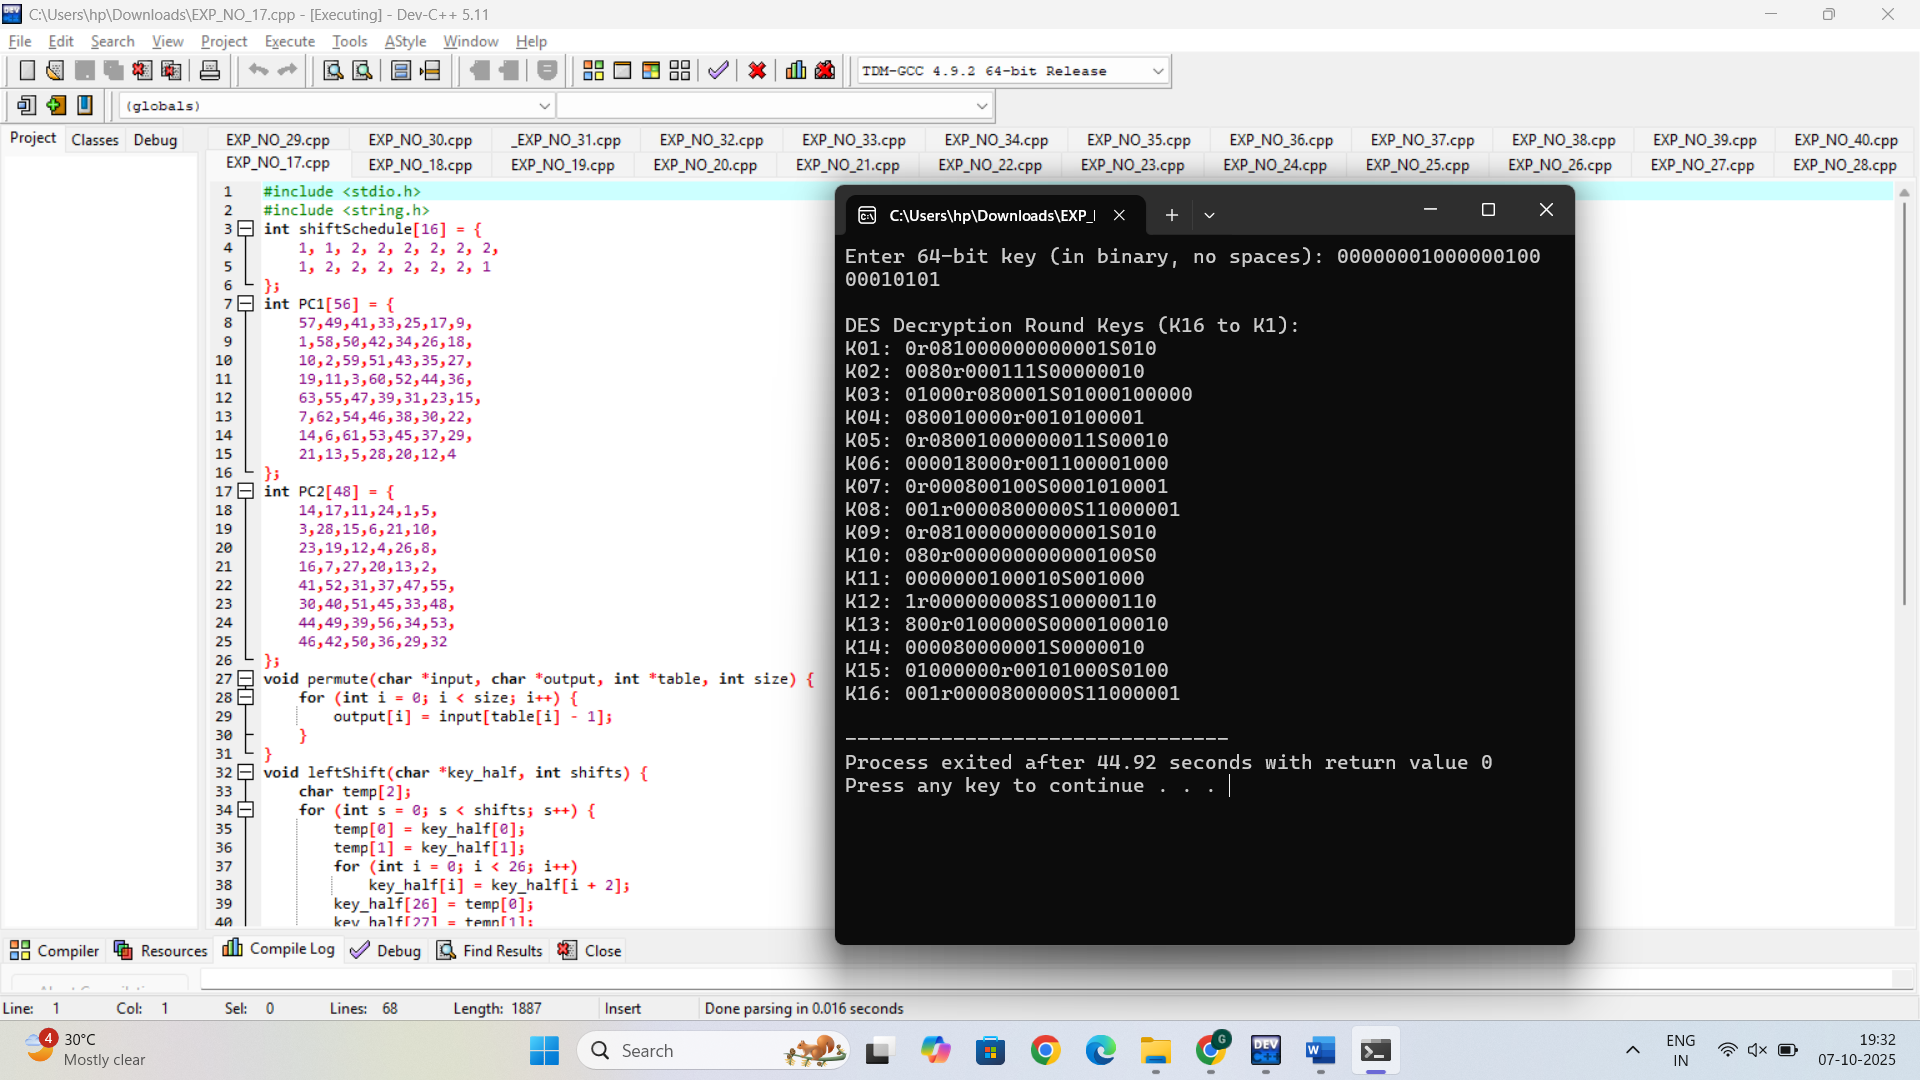 C:\Users\hp\Downloads\EXP_NO_17.cpp - [Executing] - Dev-C++ 5.11
File Edit Search View Project Execute Tools AStyle Window Help
TDM-GCC 4.9.2 64-bit Release
(globals)
Project Classes Debug
EXP_NO_29.cpp EXP_NO_30.cpp _EXP_NO_31.cpp EXP_NO_32.cpp EXP_NO_33.cpp EXP_NO_34.cpp EXP_NO_35.cpp EXP_NO_36.cpp EXP_NO_37.cpp EXP_NO_38.cpp EXP_NO_39.cpp EXP_NO_40.cpp
EXP_NO_17.cpp EXP_NO_18.cpp EXP_NO_19.cpp EXP_NO_20.cpp EXP_NO_21.cpp EXP_NO_22.cpp EXP_NO_23.cpp EXP_NO_24.cpp EXP_NO_25.cpp EXP_NO_26.cpp EXP_NO_27.cpp EXP_NO_28.cpp
1 #include <stdio.h>
2 #include <string.h>
3 int shiftSchedule[16] = {
4 1, 1, 2, 2, 2, 2, 2, 2,
5 1, 2, 2, 2, 2, 2, 2, 1
6 };
7 int PC1[56] = {
8 57,49,41,33,25,17,9,
9 1,58,50,42,34,26,18,
10 10,2,59,51,43,35,27,
11 19,11,3,60,52,44,36,
12 63,55,47,39,31,23,15,
13 7,62,54,46,38,30,22,
14 14,6,61,53,45,37,29,
15 21,13,5,28,20,12,4
16 };
17 int PC2[48] = {
18 14,17,11,24,1,5,
19 3,28,15,6,21,10,
20 23,19,12,4,26,8,
21 16,7,27,20,13,2,
22 41,52,31,37,47,55,
23 30,40,51,45,33,48,
24 44,49,39,56,34,53,
25 46,42,50,36,29,32
26 };
27 void permute(char *input, char *output, int *table, int size) {
28 for (int i = 0; i < size; i++) {
29 output[i] = input[table[i] - 1];
30 }
31 }
32 void leftShift(char *key_half, int shifts) {
33 char temp[2];
34 for (int s = 0; s < shifts; s++) {
35 temp[0] = key_half[0];
36 temp[1] = key_half[1];
37 for (int i = 0; i < 26; i++)
38 key_half[i] = key_half[i + 2];
39 key_half[26] = temp[0];
40 key_half[27] = temp[1];
C:\Users\hp\Downloads\EXP_I
Enter 64-bit key (in binary, no spaces): 00000001000000100
00010101
DES Decryption Round Keys (K16 to K1):
K01: 0r081000000000001S010
K02: 0080r000111S00000010
K03: 01000r080001S01000100000
K04: 080010000r0010100001
K05: 0r08001000000011S00010
K06: 000018000r001100001000
K07: 0r000800100S0001010001
K08: 001r0000800000S11000001
K09: 0r081000000000001S010
K10: 080r000000000000100S0
K11: 0000000100010S001000
K12: 1r000000008S100000110
K13: 800r0100000S0000100010
K14: 000080000001S0000010
K15: 01000000r00101000S0100
K16: 001r0000800000S11000001
--------------------------------
Process exited after 44.92 seconds with return value 0
Press any key to continue . . .
Compiler Resources Compile Log Debug Find Results Close
Line: 1 Col: 1 Sel: 0 Lines: 68 Length: 1887 Insert Done parsing in 0.016 seconds
4
30°C
Mostly clear
Search
G
DEV
C++
W
ENG
IN
19:32
07-10-2025